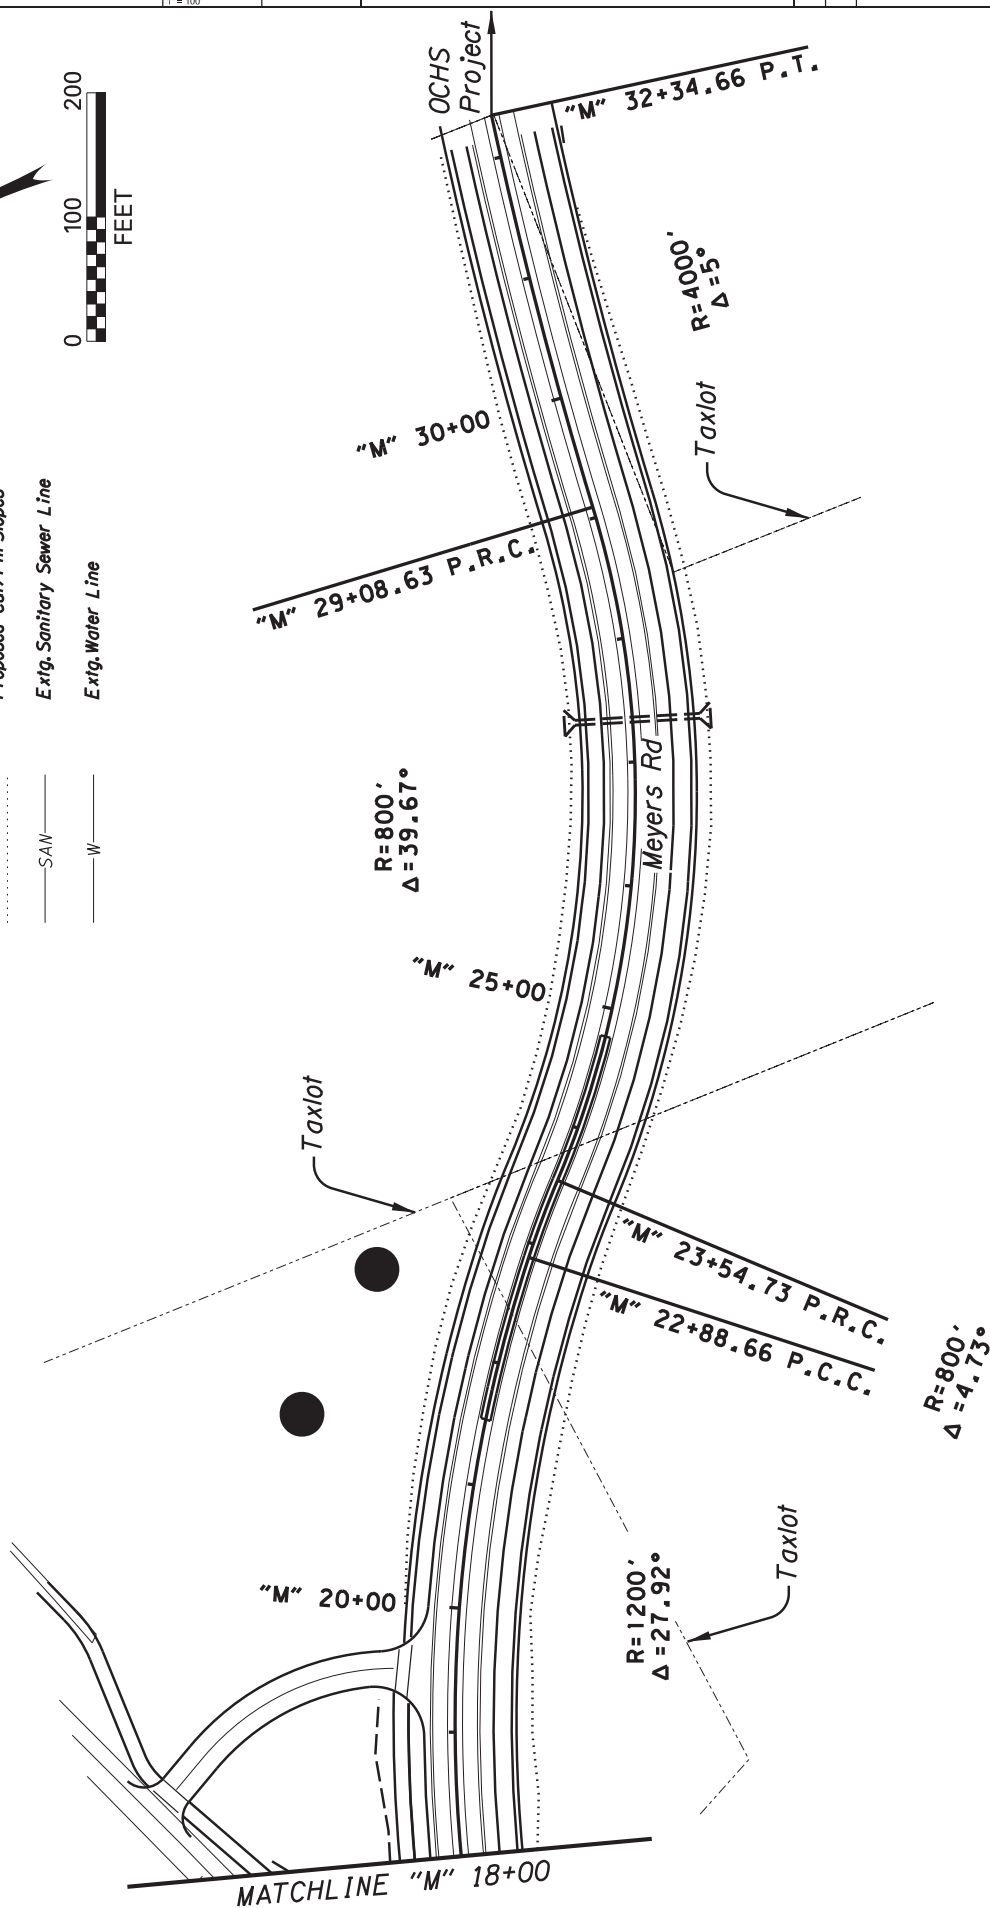 OCHS
Project
"M" 32+34.66 P.T.
0 100 200
FEET
R=4000'
Δ=5°
Taxlot
"M" 30+00
"M" 29+08.63 P.R.C.
Extg. Sanitary Sewer Line
Extg. Water Line
SAN
W
R=800'
Δ=39.67°
Meyers Rd
"M" 25+00
Taxlot
"M" 23+54.73 P.R.C.
"M" 22+88.66 P.C.C.
R=800'
Δ=4.73°
"M" 20+00
R=1200'
Δ=27.92°
Taxlot
MATCHLINE "M" 18+00